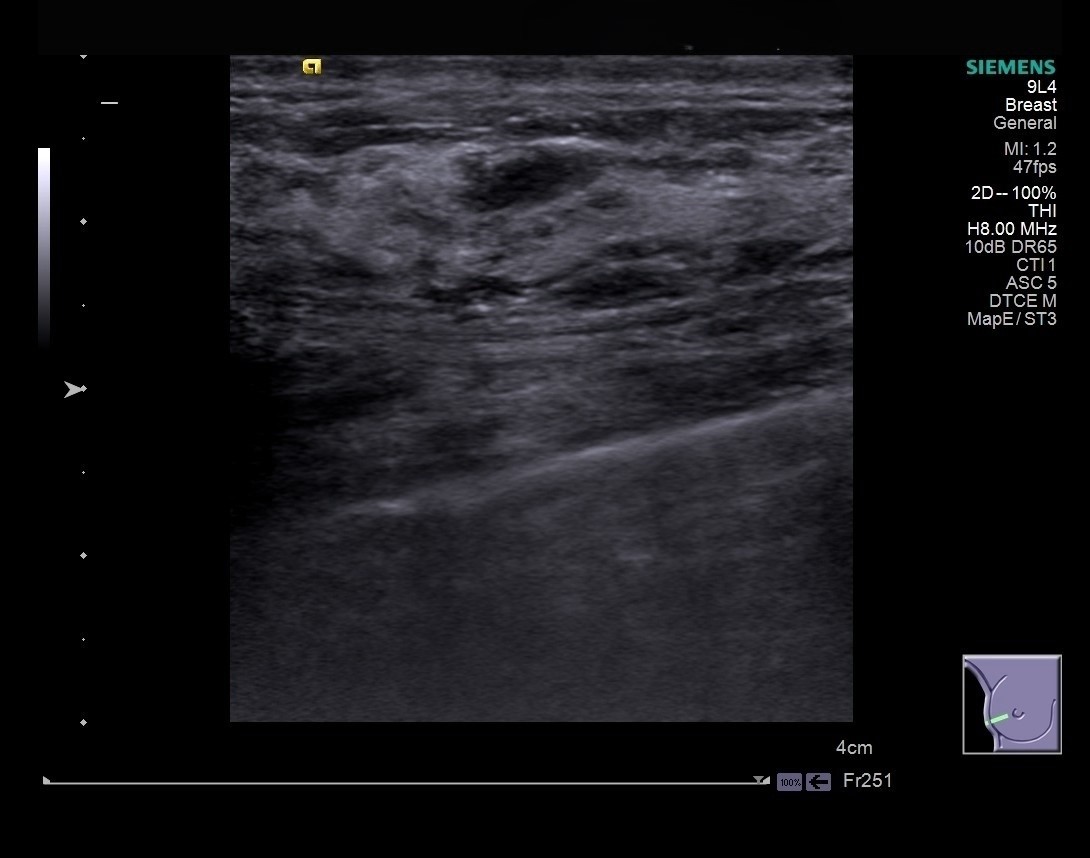 SIEMENS
9L4
Breast
General
MI: 1.2
47fps
2D--100%
THI
H8.00 MHz
10dB DR65
CTI 1
ASC 5
DTCE M
MapE / ST3
4cm
100%
Fr251